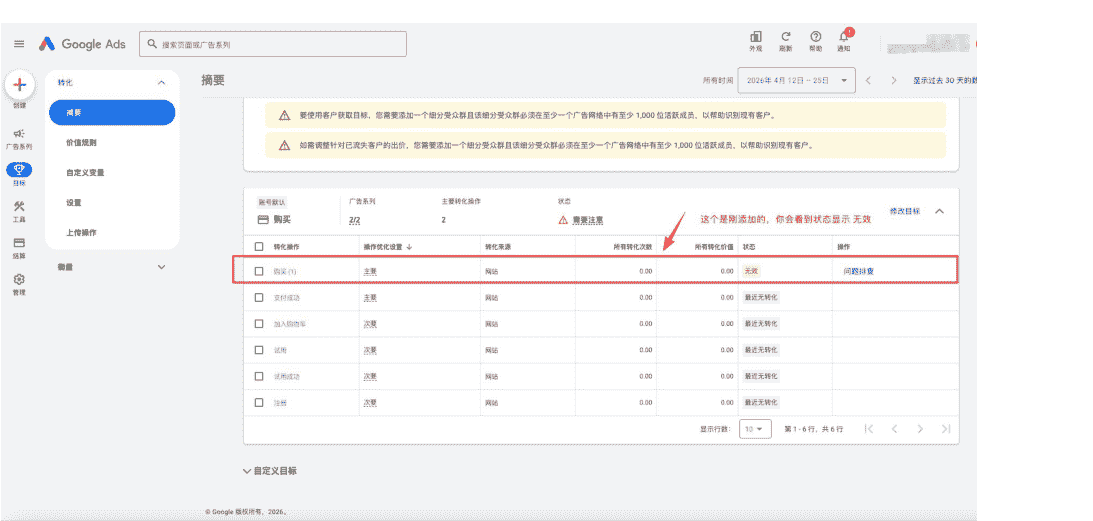 Google Ads
搜索页面或广告系列
外观
刷新
帮助
通知
创建
广告系列
目标
工具
结算
管理
转化
摘要
价值规则
自定义变量
设置
上传操作
衡量
摘要
所有时间 2026年 4月 12日 – 25日
显示过去 30 天的数
要使用客户获取目标，您需要添加一个细分受众群且该细分受众群必须在至少一个广告网络中有至少 1,000 位活跃成员，以帮助识别现有客户。
如需调整针对已流失客户的出价，您需要添加一个细分受众群且该细分受众群必须在至少一个广告网络中有至少 1,000 位活跃成员，以帮助识别现有客户。
账号默认 广告系列 主要转化操作 状态
购买 2/2 2 需要注意
这个是刚添加的，你会看到状态显示 无效
修改目标
转化操作 操作优化设置 转化来源 所有转化次数 所有转化价值 状态 操作
购买 (1) 主要 网站 0.00 0.00 无效 问题排查
支付成功 主要 网站 0.00 0.00 最近无转化
加入购物车 次要 网站 0.00 0.00 最近无转化
试用 次要 网站 0.00 0.00 最近无转化
试用成功 次要 网站 0.00 0.00 最近无转化
注册 次要 网站 0.00 0.00 最近无转化
显示行数： 10 第 1 - 6 行，共 6 行
自定义目标
© Google 版权所有，2026。